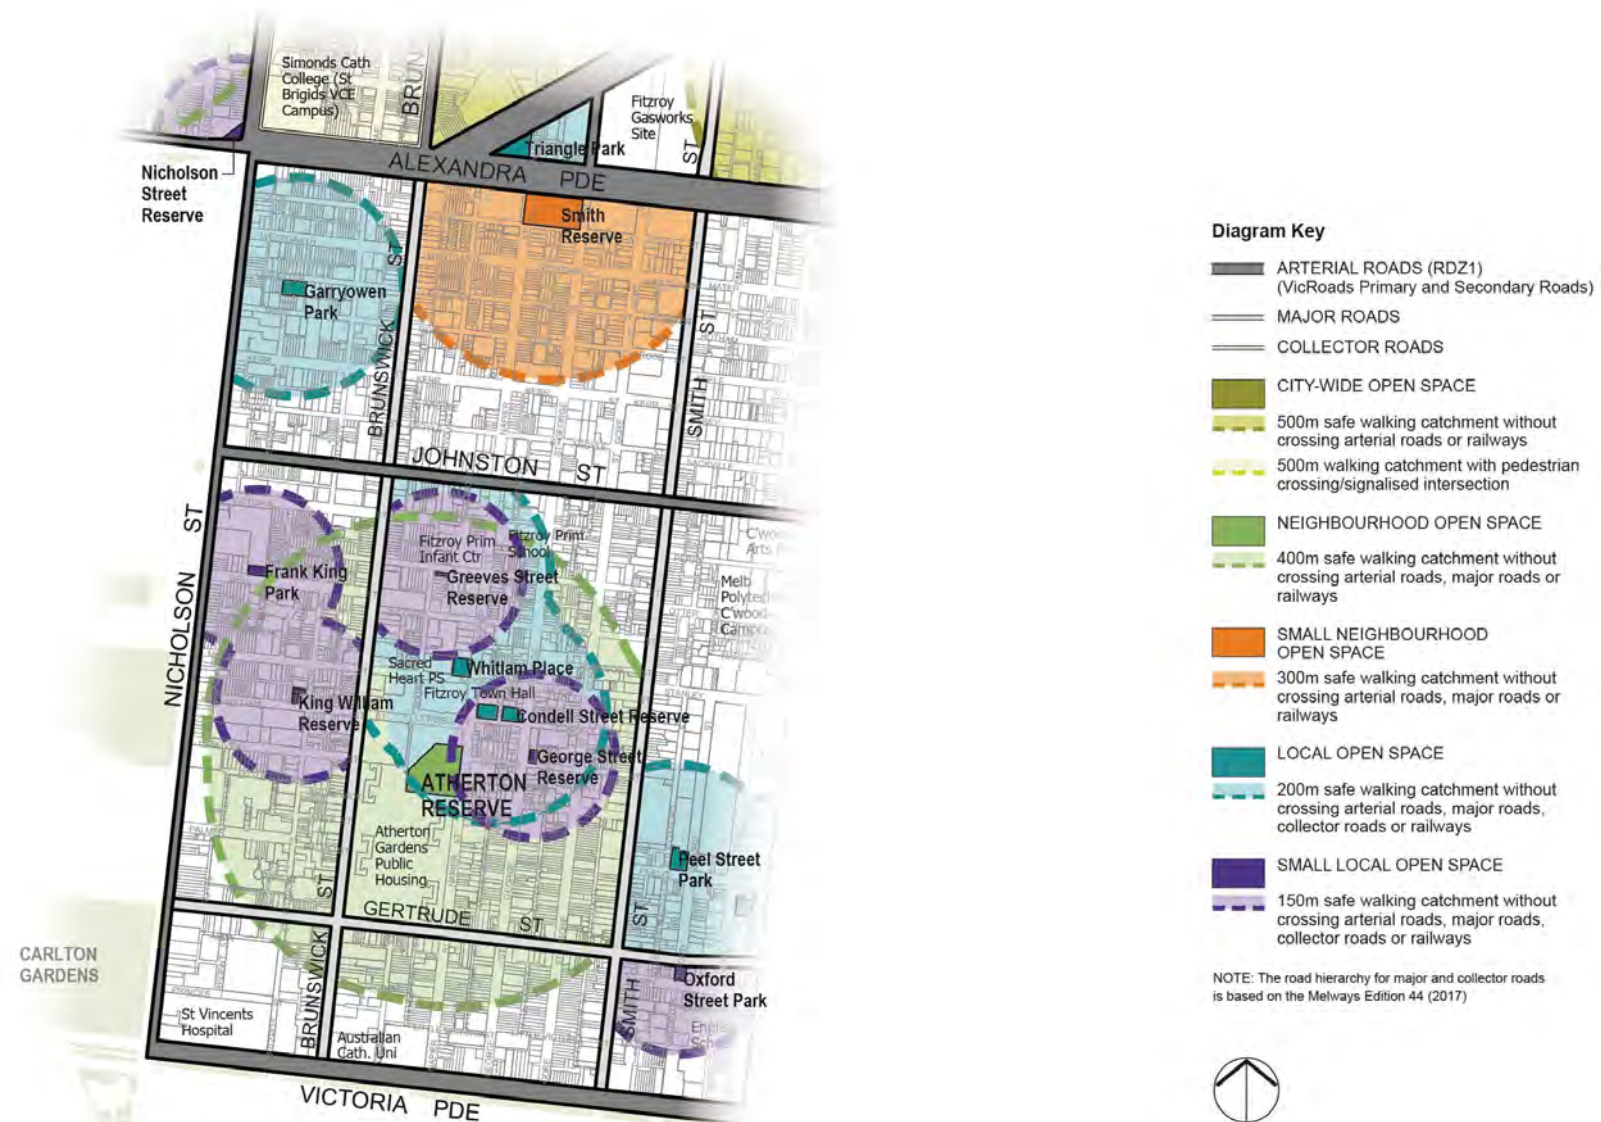 Simonds Cath
College (St
Brigids VCE
Campus)
BRUN
Fitzroy
Gasworks
Site
ST
Triangle Park
ALEXANDRA PDE
Nicholson
Street
Reserve
Smith
Reserve
Garryowen
Park
BRUNSWICK ST
SMITH ST
JOHNSTON ST
NICHOLSON ST
Fitzroy Prim
Infant Ctr
Fitzroy Prim
School
C'woo
Arts P
Frank King
Park
Greeves Street
Reserve
Melb
Polytec
C'wood
Campu
Sacred
Heart PS
Whitlam Place
Fitzroy Town Hall
STANLEY
King William
Reserve
Condell Street Reserve
George Street
Reserve
ATHERTON
RESERVE
Atherton
Gardens
Public
Housing
PALMER
Peel Street
Park
ST
ST
GERTRUDE ST
CARLTON
GARDENS
BRUNSWICK
SMITH
Oxford
Street Park
St Vincents
Hospital
Australian
Cath. Uni
VICTORIA PDE
Diagram Key
ARTERIAL ROADS (RDZ1)
(VicRoads Primary and Secondary Roads)
MAJOR ROADS
COLLECTOR ROADS
CITY-WIDE OPEN SPACE
500m safe walking catchment without
crossing arterial roads or railways
500m walking catchment with pedestrian
crossing/signalised intersection
NEIGHBOURHOOD OPEN SPACE
400m safe walking catchment without
crossing arterial roads, major roads or
railways
SMALL NEIGHBOURHOOD
OPEN SPACE
300m safe walking catchment without
crossing arterial roads, major roads or
railways
LOCAL OPEN SPACE
200m safe walking catchment without
crossing arterial roads, major roads,
collector roads or railways
SMALL LOCAL OPEN SPACE
150m safe walking catchment without
crossing arterial roads, major roads,
collector roads or railways
NOTE: The road hierarchy for major and collector roads
is based on the Melways Edition 44 (2017)